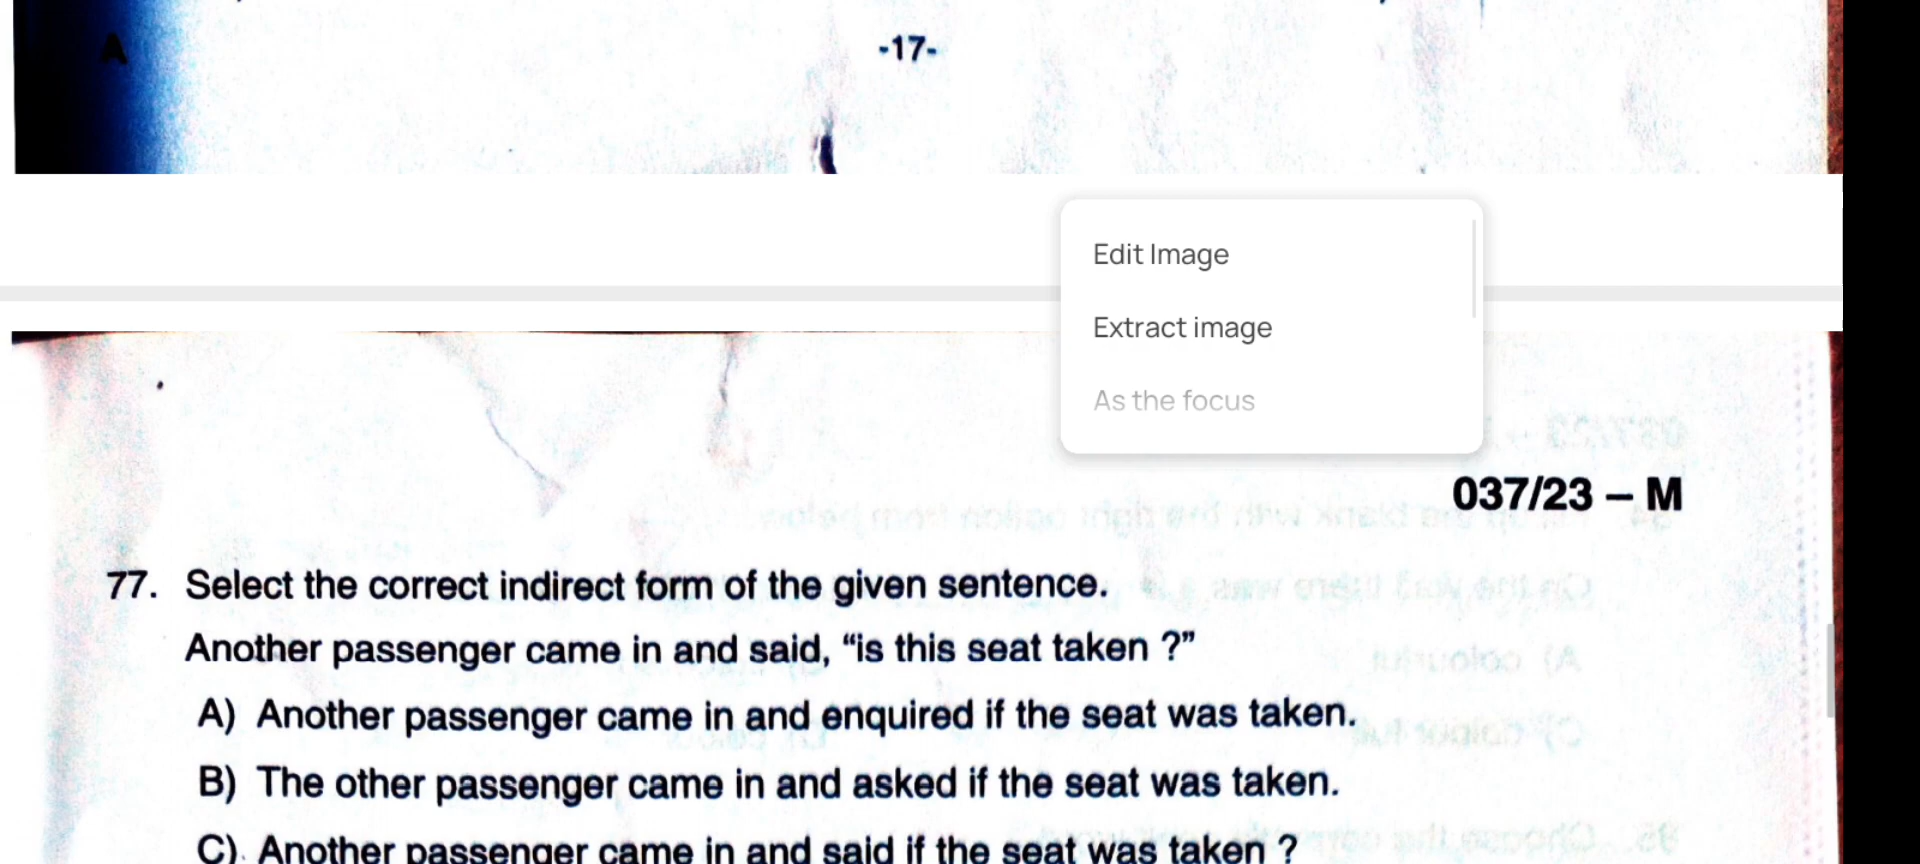 A
-17-
Edit Image
Extract image
As the focus
037/23 – M
77. Select the correct indirect form of the given sentence.
Another passenger came in and said, “is this seat taken ?”
A) Another passenger came in and enquired if the seat was taken.
B) The other passenger came in and asked if the seat was taken.
C). Another passenger came in and said if the seat was taken ?